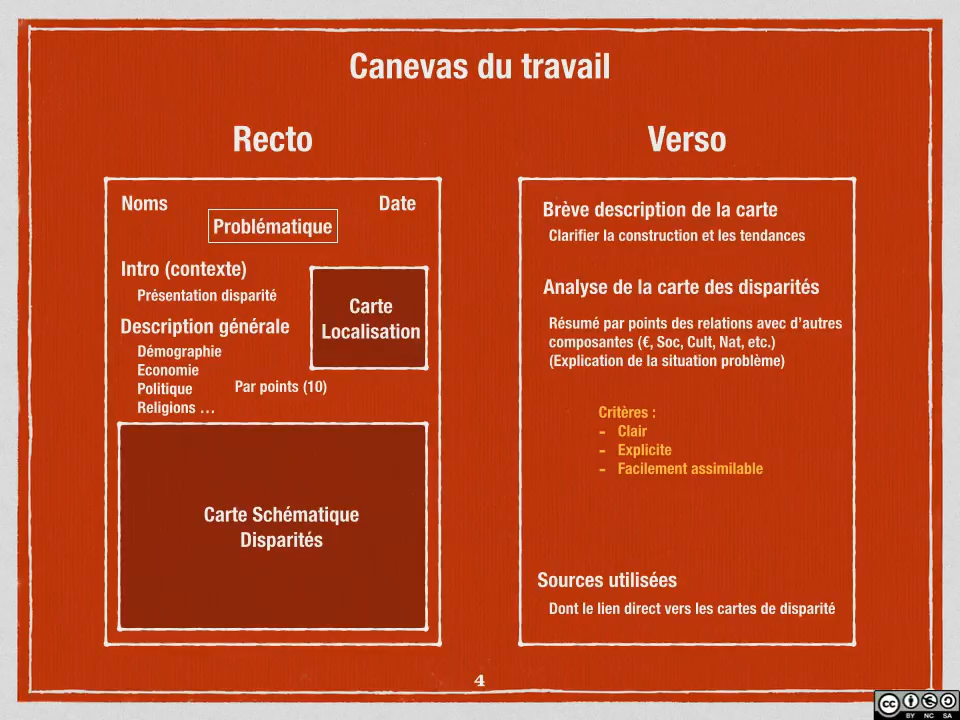 Canevas du travail
Recto
Noms
Date
Problématique
Intro (contexte)
Présentation disparité
Carte
Localisation
Description générale
Démographie
Economie
Politique
Par points (10)
Religions …
Carte Schématique
Disparités
Verso
Brève description de la carte
Clarifier la construction et les tendances
Analyse de la carte des disparités
Résumé par points des relations avec d’autres
composantes (€, Soc, Cult, Nat, etc.)
(Explication de la situation problème)
Critères :
- Clair
- Explicite
- Facilement assimilable
Sources utilisées
Dont le lien direct vers les cartes de disparité
4
cc
BY NC SA